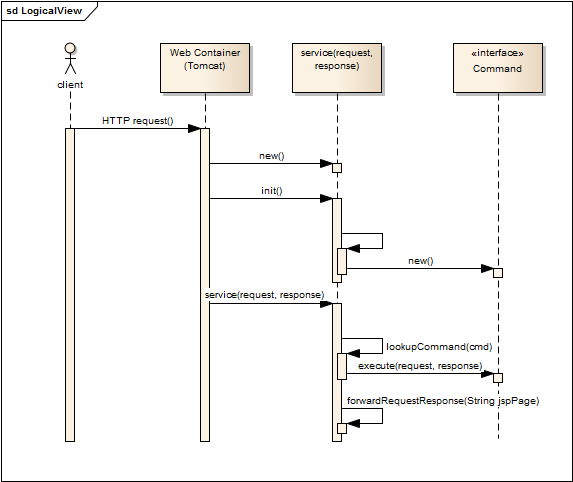 sd LogicalView
client
Web Container
(Tomcat)
service(request,
response)
«interface»
Command
HTTP request()
new()
init()
new()
service(request, response)
lookupCommand(cmd)
execute(request, response)
forwardRequestResponse(String jspPage)